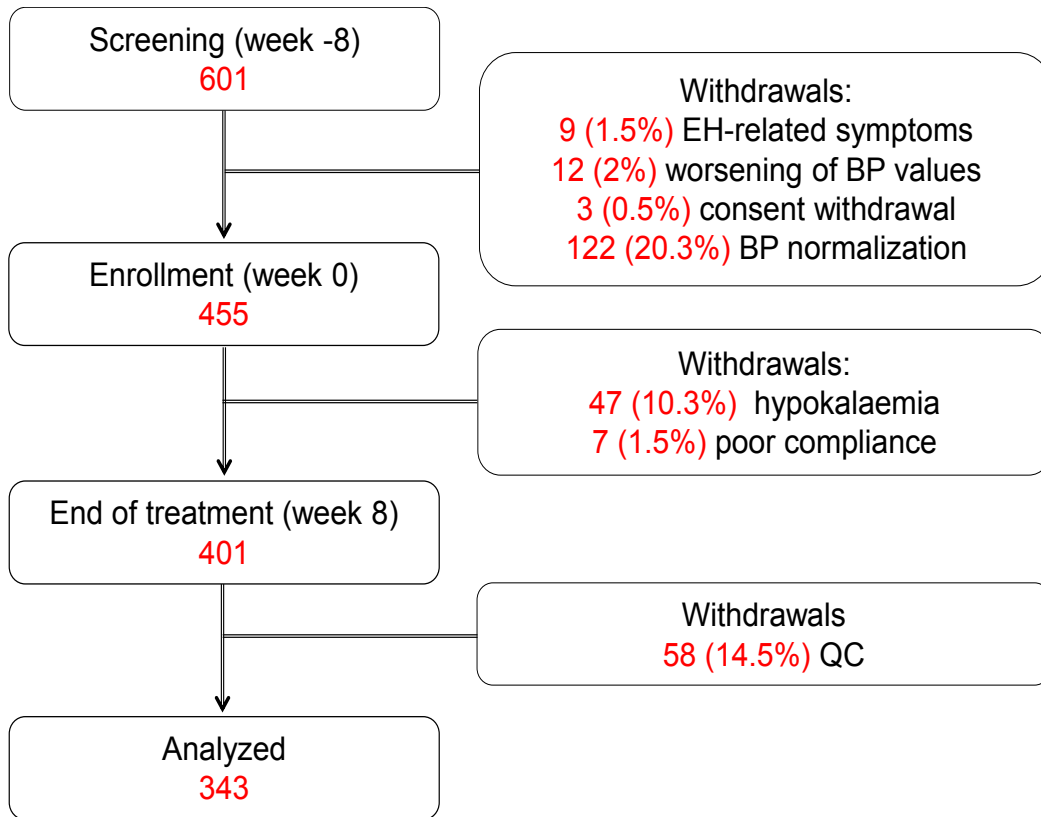 Screening (week -8)
601
Withdrawals:
9 (1.5%) EH-related symptoms
12 (2%) worsening of BP values
3 (0.5%) consent withdrawal
122 (20.3%) BP normalization
Enrollment (week 0)
455
Withdrawals:
47 (10.3%) hypokalaemia
7 (1.5%) poor compliance
End of treatment (week 8)
401
Withdrawals
58 (14.5%) QC
Analyzed
343